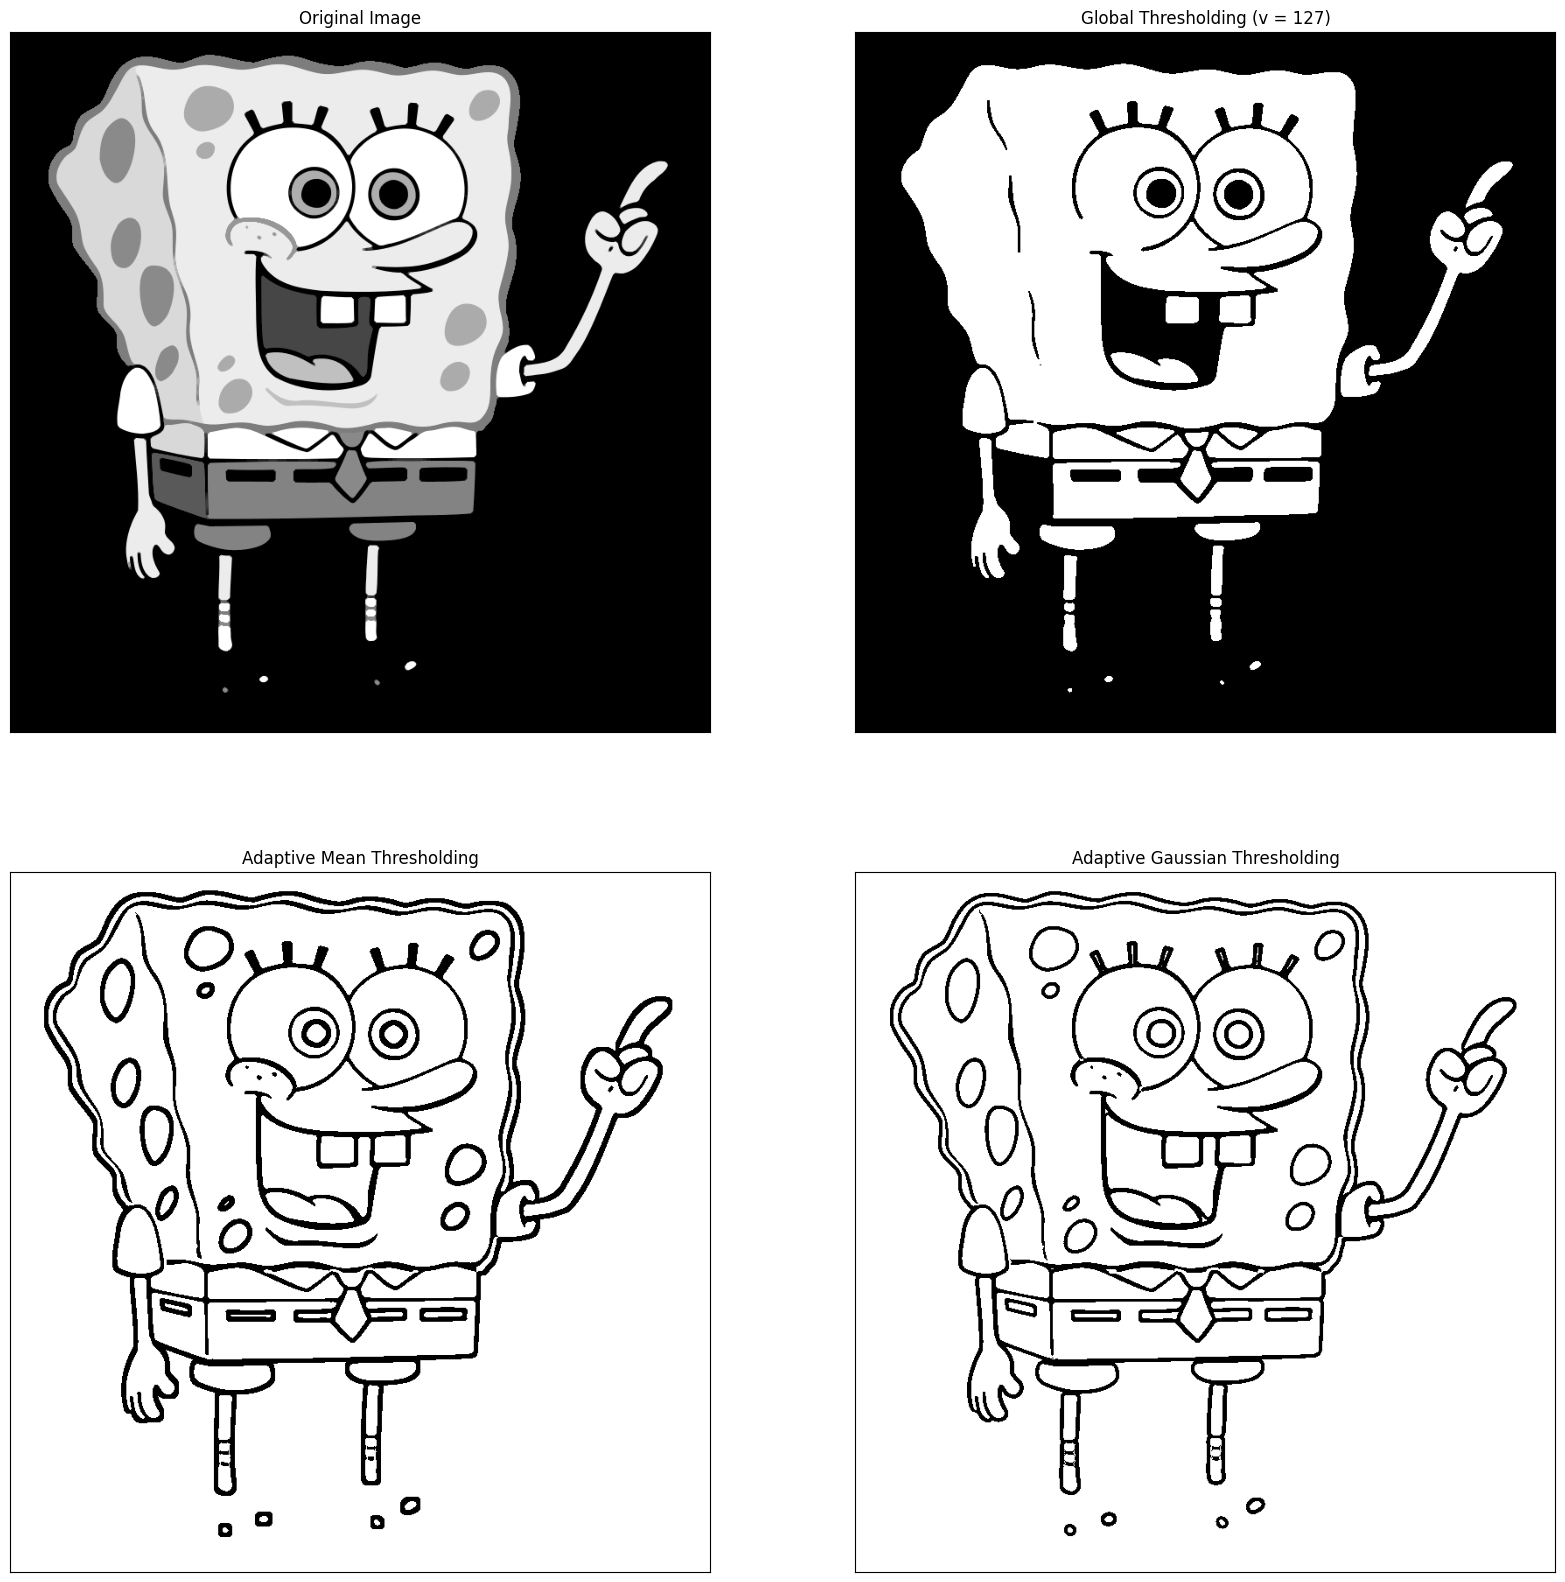 Original Image
Global Thresholding (v = 127)
Adaptive Mean Thresholding
Adaptive Gaussian Thresholding